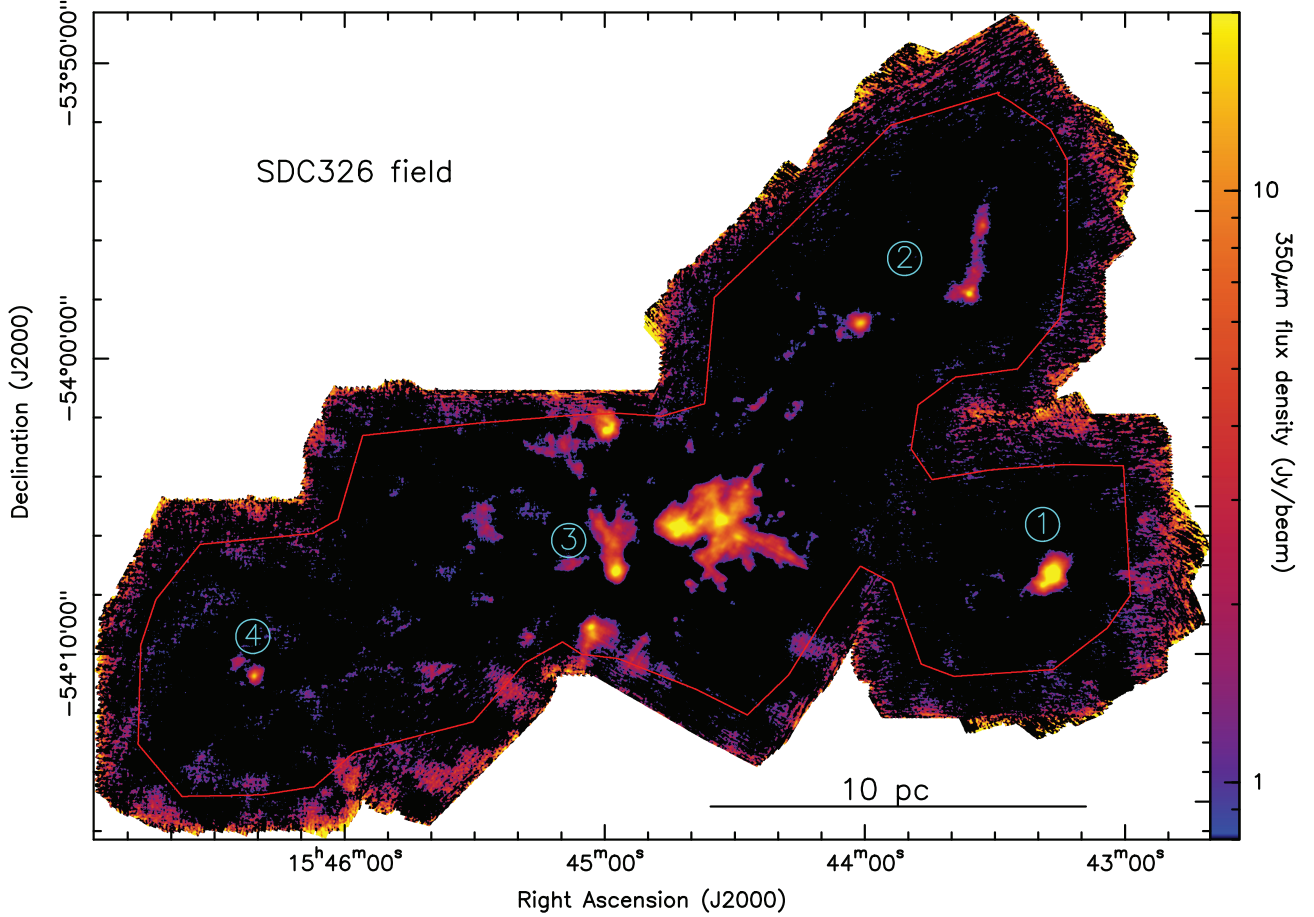 SDC326 field
−53°50'00"
−54°00'00"
−54°10'00"
Declination (J2000)
2
1
3
4
10 pc
15ʰ46ᵐ00ˢ
45ᵐ00ˢ
44ᵐ00ˢ
43ᵐ00ˢ
Right Ascension (J2000)
10
1
350μm flux density (Jy/beam)